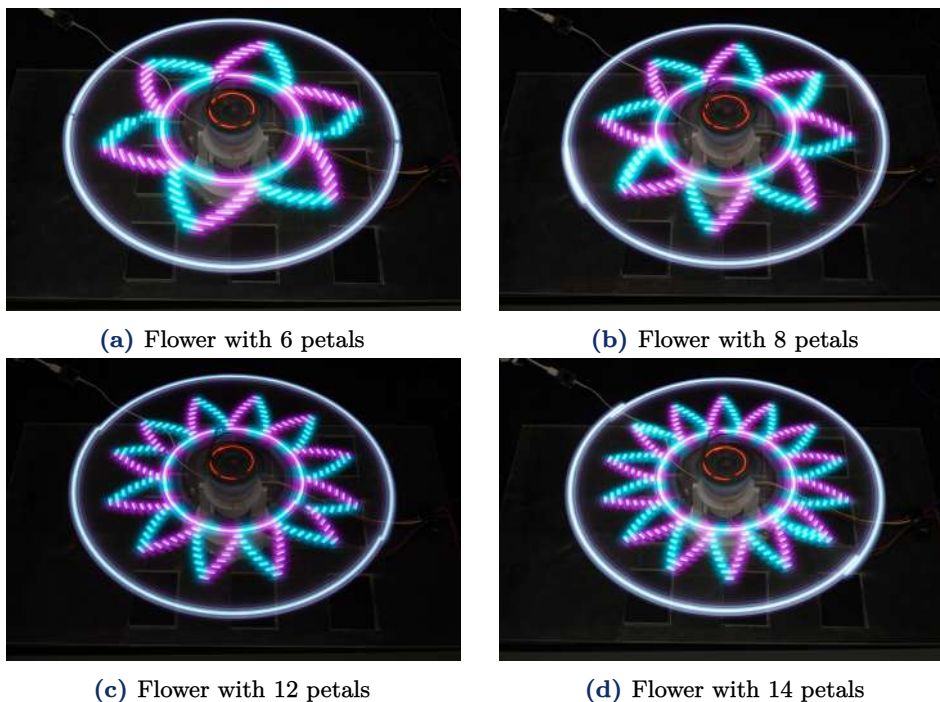 (a) Flower with 6 petals
(b) Flower with 8 petals
(c) Flower with 12 petals
(d) Flower with 14 petals